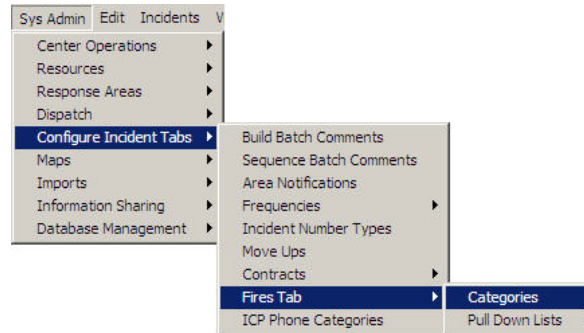 Sys Admin Edit Incidents
Center Operations
Resources
Response Areas
Dispatch
Configure Incident Tabs
Maps
Imports
Information Sharing
Database Management
Build Batch Comments
Sequence Batch Comments
Area Notifications
Frequencies
Incident Number Types
Move Ups
Contracts
Fires Tab
ICP Phone Categories
Categories
Pull Down Lists